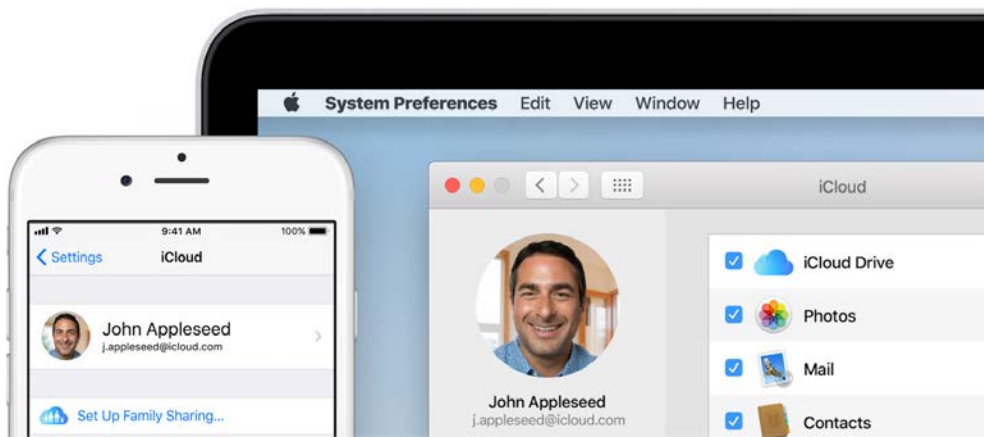 System Preferences Edit View Window Help
iCloud
John Appleseed
j.appleseed@icloud.com
iCloud Drive
Photos
Mail
Contacts
9:41 AM 100%
Settings iCloud
John Appleseed
j.appleseed@icloud.com
Set Up Family Sharing...